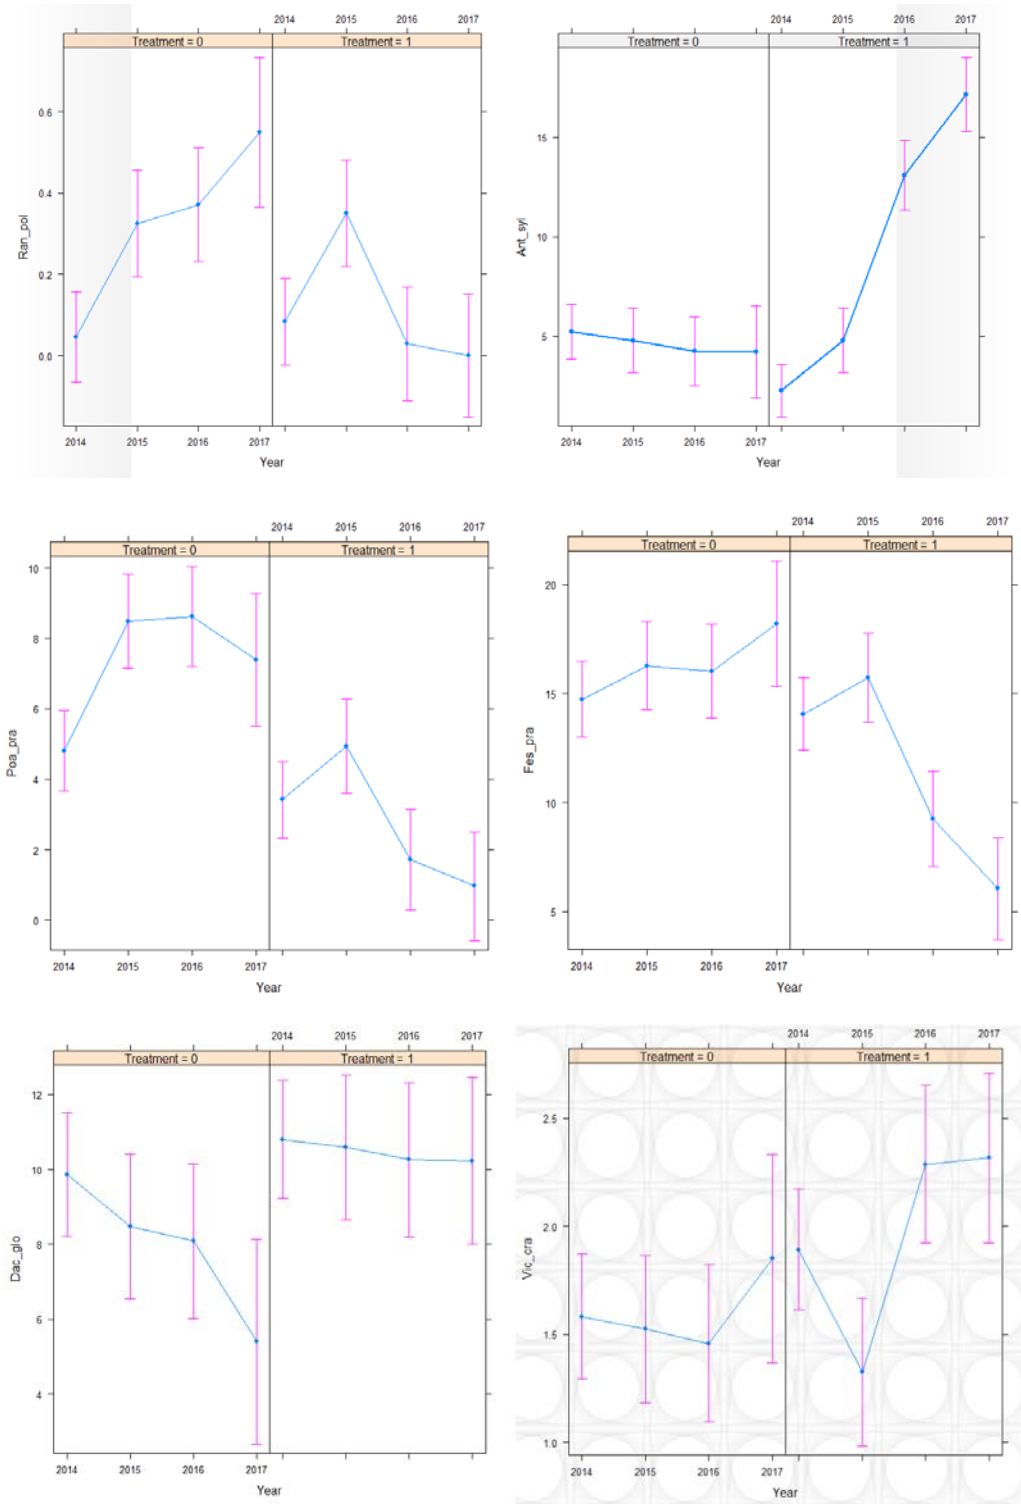 2014 2015 2016 2017
Treatment = 0 Treatment = 1
0.6
0.4
0.2
0.0
Ran_pol
2014 2015 2016 2017
Year
2014 2015 2016 2017
Treatment = 0 Treatment = 1
15
10
5
Ant_syl
2014 2015 2016 2017
Year
2014 2015 2016 2017
Treatment = 0 Treatment = 1
10
8
6
4
2
0
Poa_pra
2014 2015 2016 2017
Year
2014 2015 2016 2017
Treatment = 0 Treatment = 1
20
15
10
5
Fes_pra
2014 2015 2016 2017
Year
2014 2015 2016 2017
Treatment = 0 Treatment = 1
12
10
8
6
4
Dac_glo
2014 2015 2016 2017
Year
2014 2015 2016 2017
Treatment = 0 Treatment = 1
2.5
2.0
1.5
1.0
Vic_cra
2014 2015 2016 2017
Year